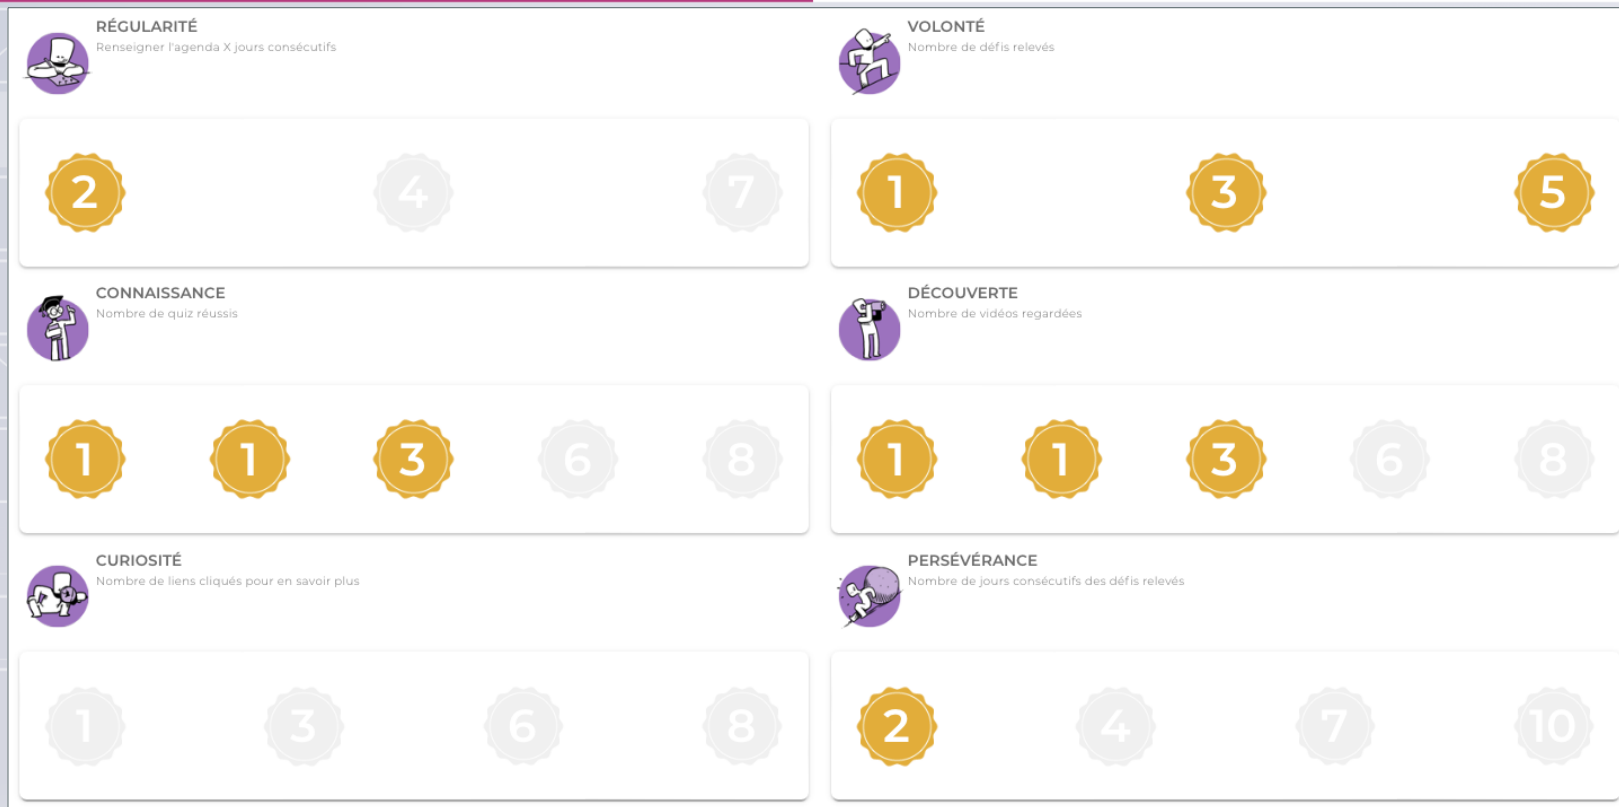 RÉGULARITÉ
Renseigner l'agenda X jours consécutifs
2 4 7
VOLONTÉ
Nombre de défis relevés
1 3 5
CONNAISSANCE
Nombre de quiz réussis
1 1 3 6 8
DÉCOUVERTE
Nombre de vidéos regardées
1 1 3 6 8
CURIOSITÉ
Nombre de liens cliqués pour en savoir plus
1 3 6 8
PERSÉVÉRANCE
Nombre de jours consécutifs des défis relevés
2 4 7 10